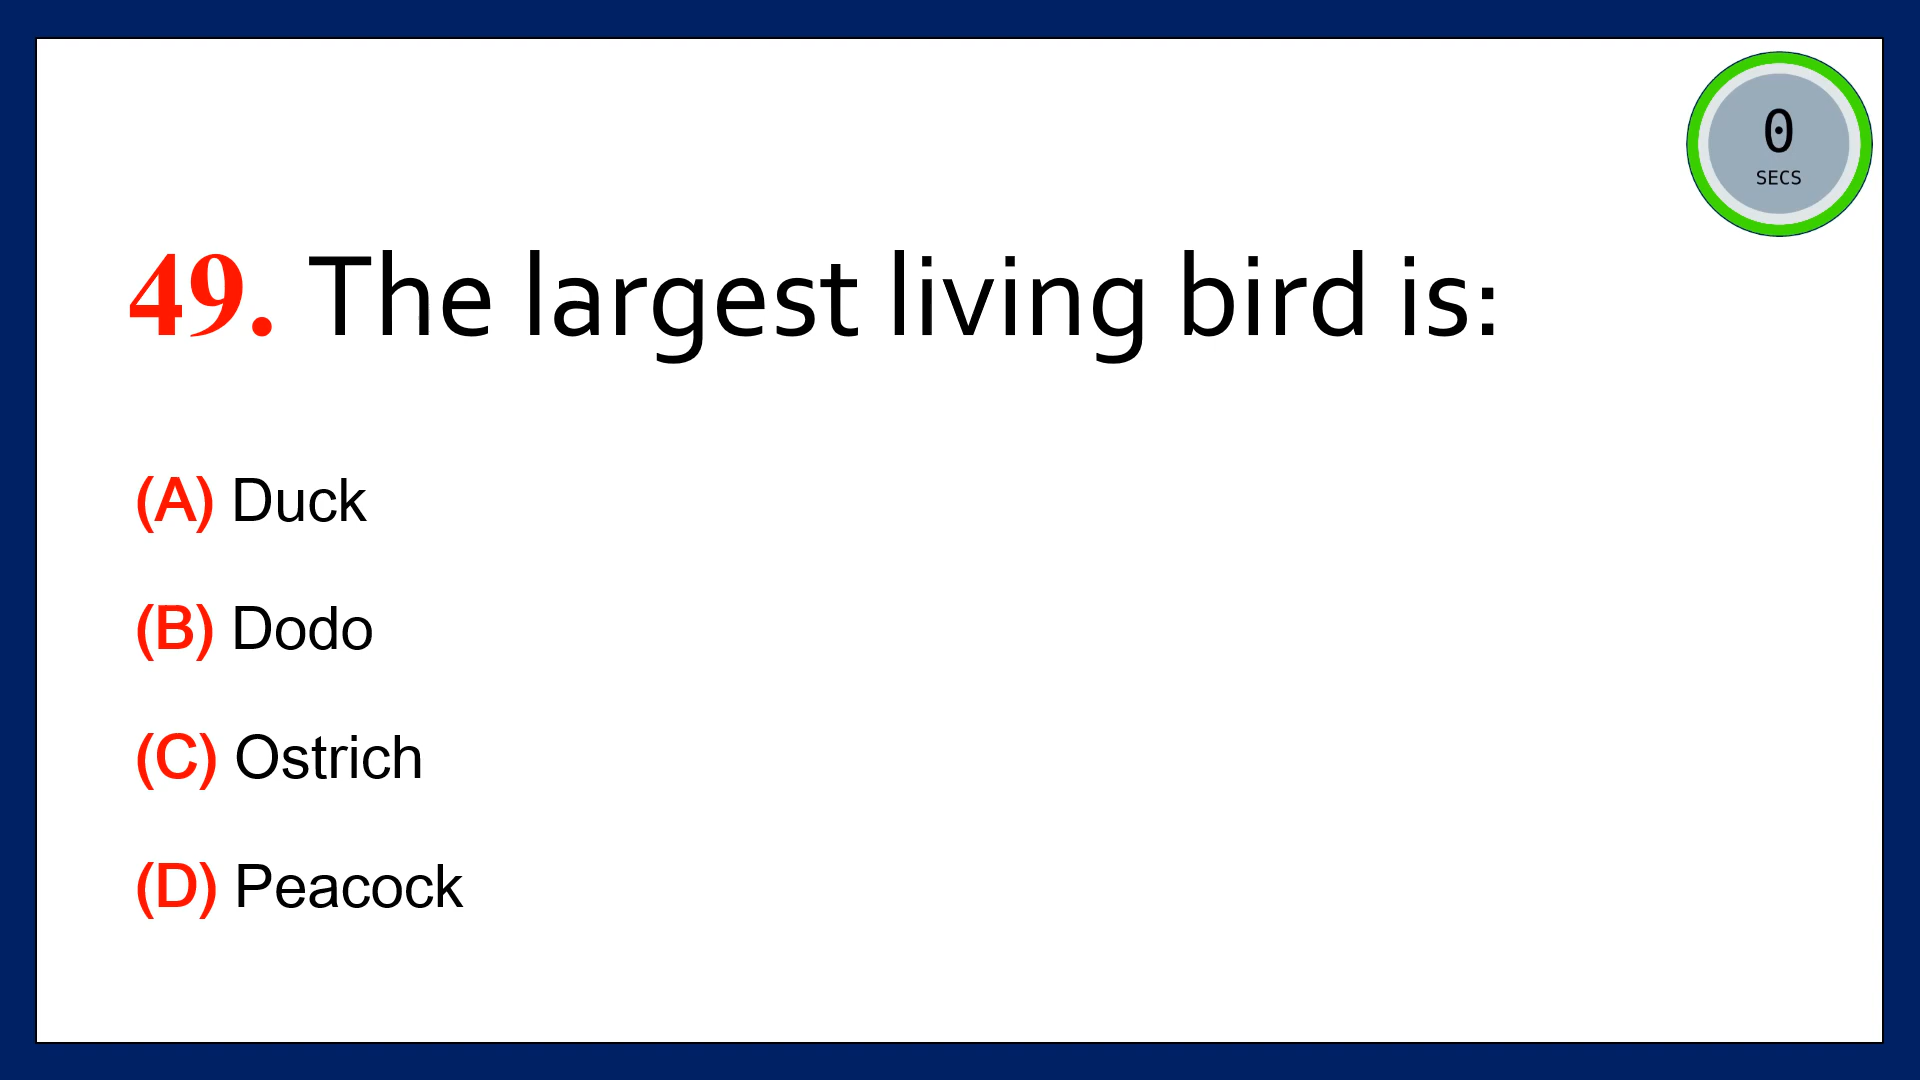 0
SECS
49. The largest living bird is:
(A) Duck
(B) Dodo
(C) Ostrich
(D) Peacock